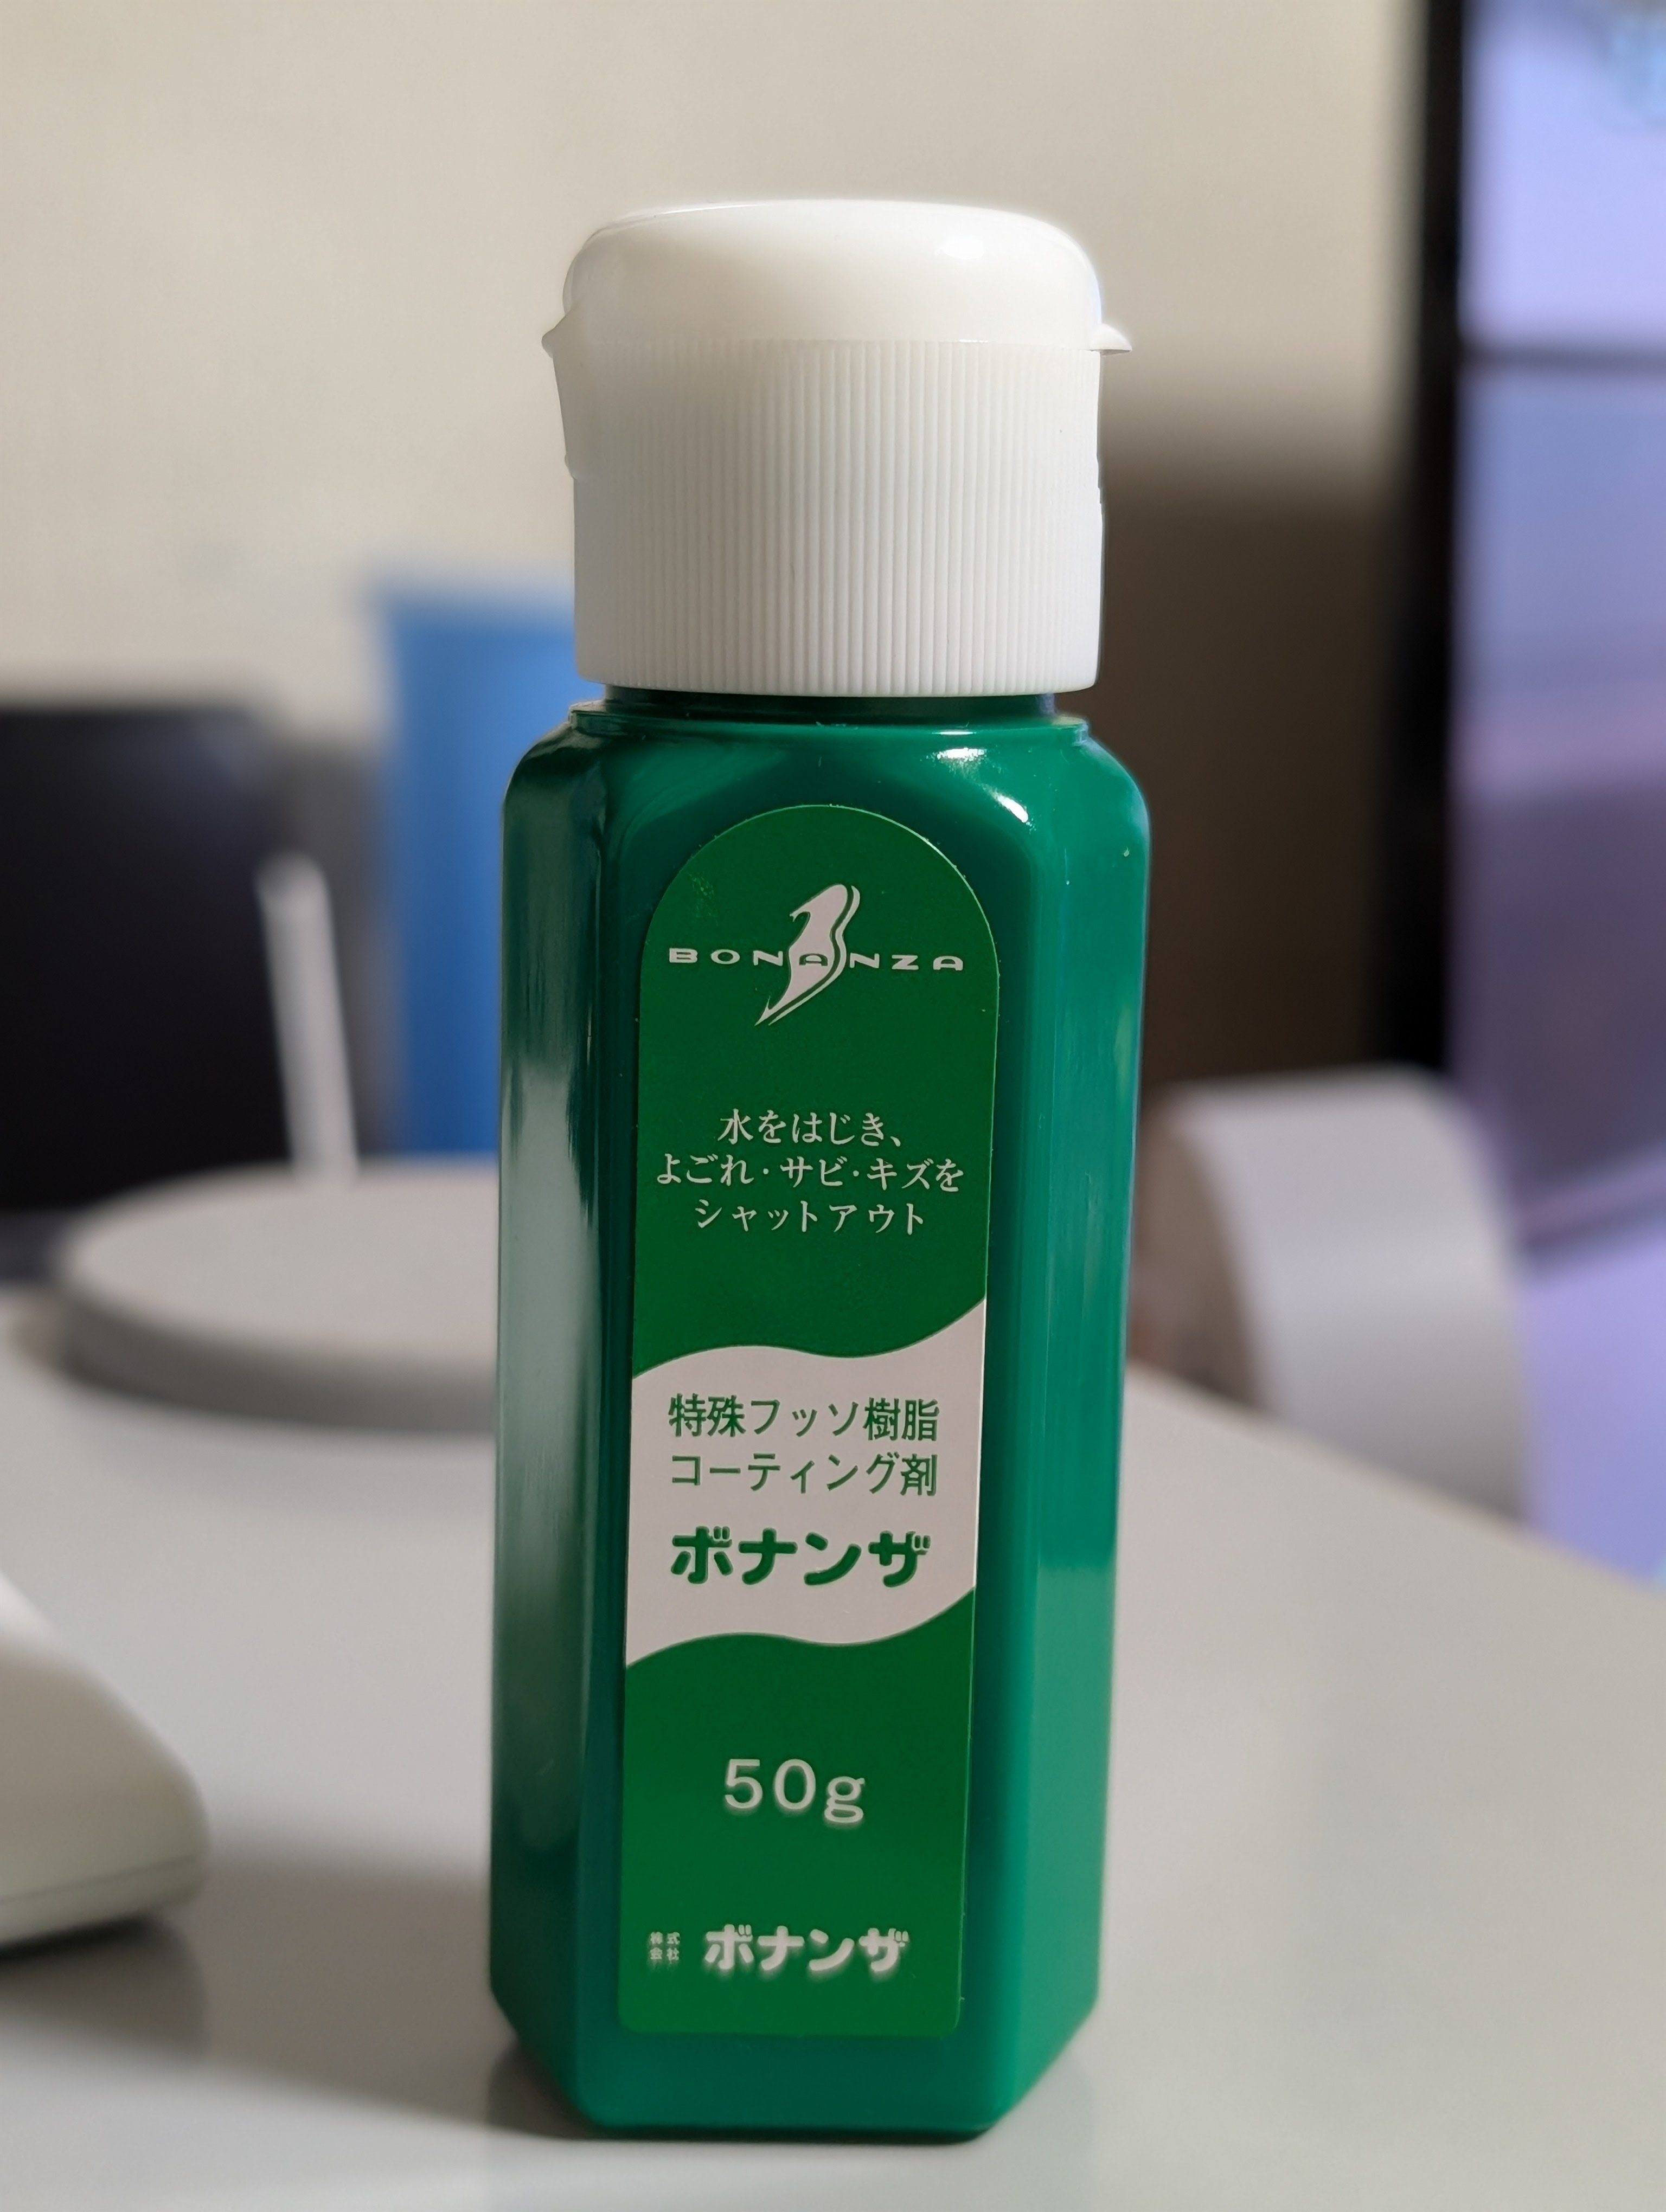 BONANZA
水をはじき、
よごれ・サビ・キズを
シャットアウト
特殊フッソ樹脂
コーティング剤
ボナンザ
50g
株式会社 ボナンザ